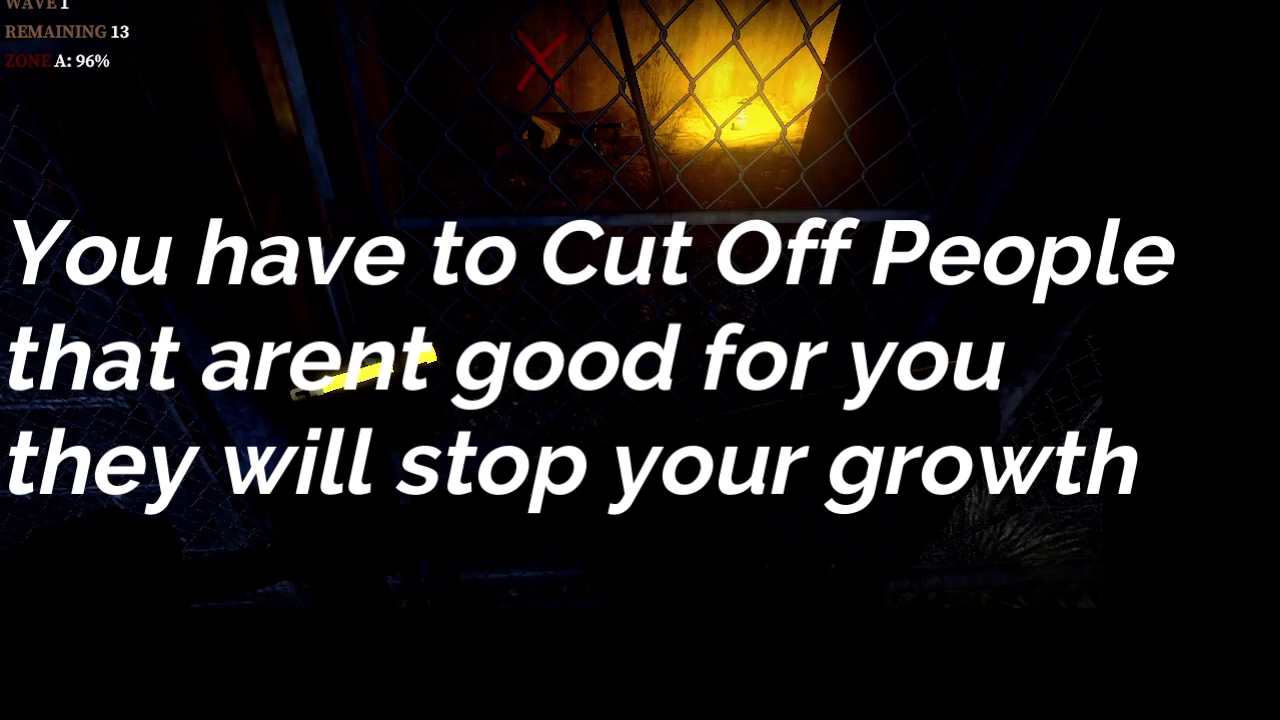 WAVE 1
REMAINING 13
ZONE A: 96%
You have to Cut Off People
that arent good for you
they will stop your growth